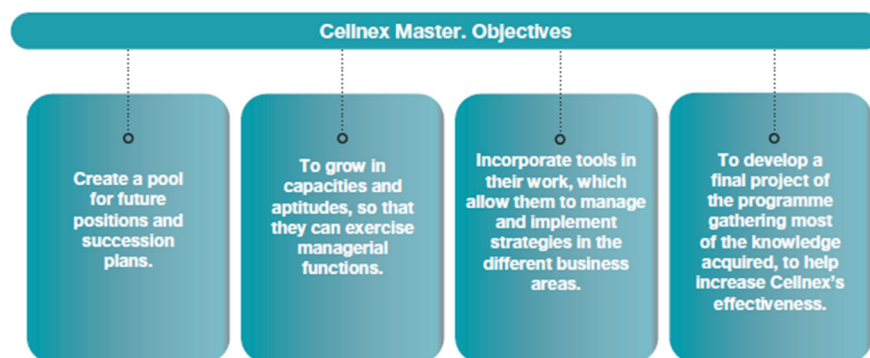 Cellnex Master. Objectives
Create a pool
for future
positions and
succession
plans.
To grow in
capacities and
aptitudes, so that
they can exercise
managerial
functions.
Incorporate tools in
their work, which
allow them to manage
and implement
strategies in the
different business
areas.
To develop a
final project of
the programme
gathering most
of the knowledge
acquired, to help
increase Cellnex's
effectiveness.